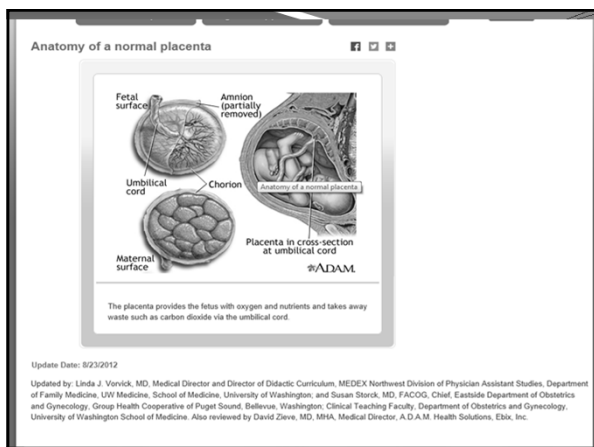 Anatomy of a normal placenta
Fetal
surface
Amnion
(partially
removed)
Umbilical
cord
Chorion
Anatomy of a normal placenta
Maternal
surface
Placenta in cross-section
at umbilical cord
ADAM.
The placenta provides the fetus with oxygen and nutrients and takes away
waste such as carbon dioxide via the umbilical cord.
Update Date: 8/23/2012
Updated by: Linda J. Vorvick, MD, Medical Director and Director of Didactic Curriculum, MEDEX Northwest Division of Physician Assistant Studies, Department
of Family Medicine, UW Medicine, School of Medicine, University of Washington; and Susan Storck, MD, FACOG, Chief, Eastside Department of Obstetrics
and Gynecology, Group Health Cooperative of Puget Sound, Bellevue, Washington; Clinical Teaching Faculty, Department of Obstetrics and Gynecology,
University of Washington School of Medicine. Also reviewed by David Zieve, MD, MHA, Medical Director, A.D.A.M. Health Solutions, Ebix, Inc.